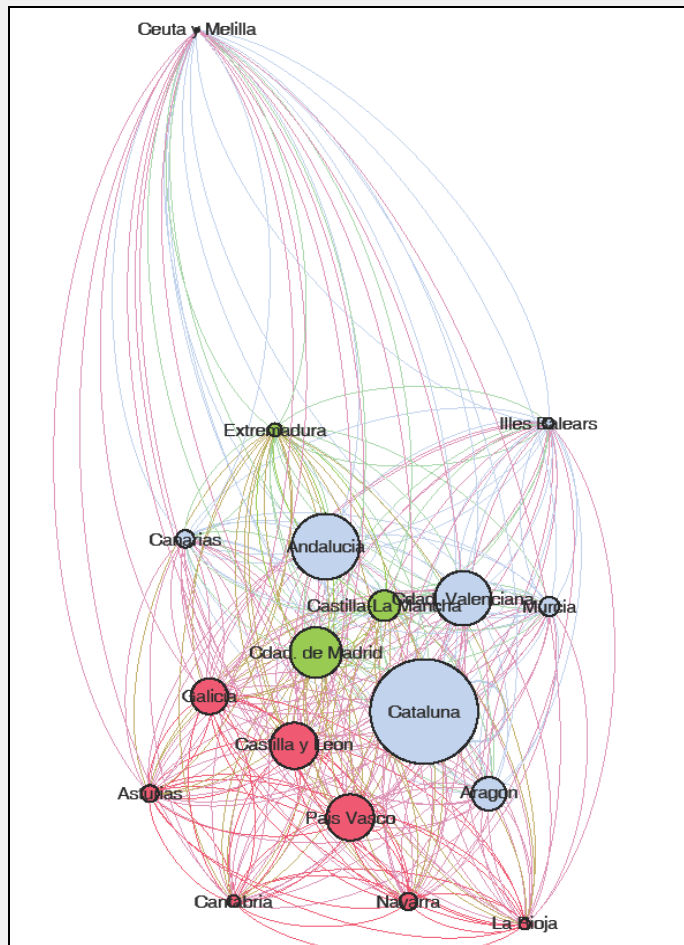 Ceuta y Melilla
Extremadura
Illes Balears
Canarias
Andalucia
Cdad. Valenciana
Castilla-La Mancha
Murcia
Cdad. de Madrid
Galicia
Cataluna
Castilla y Leon
Asturias
Aragón
Pais Vasco
Cantabria
Navarra
La Rioja